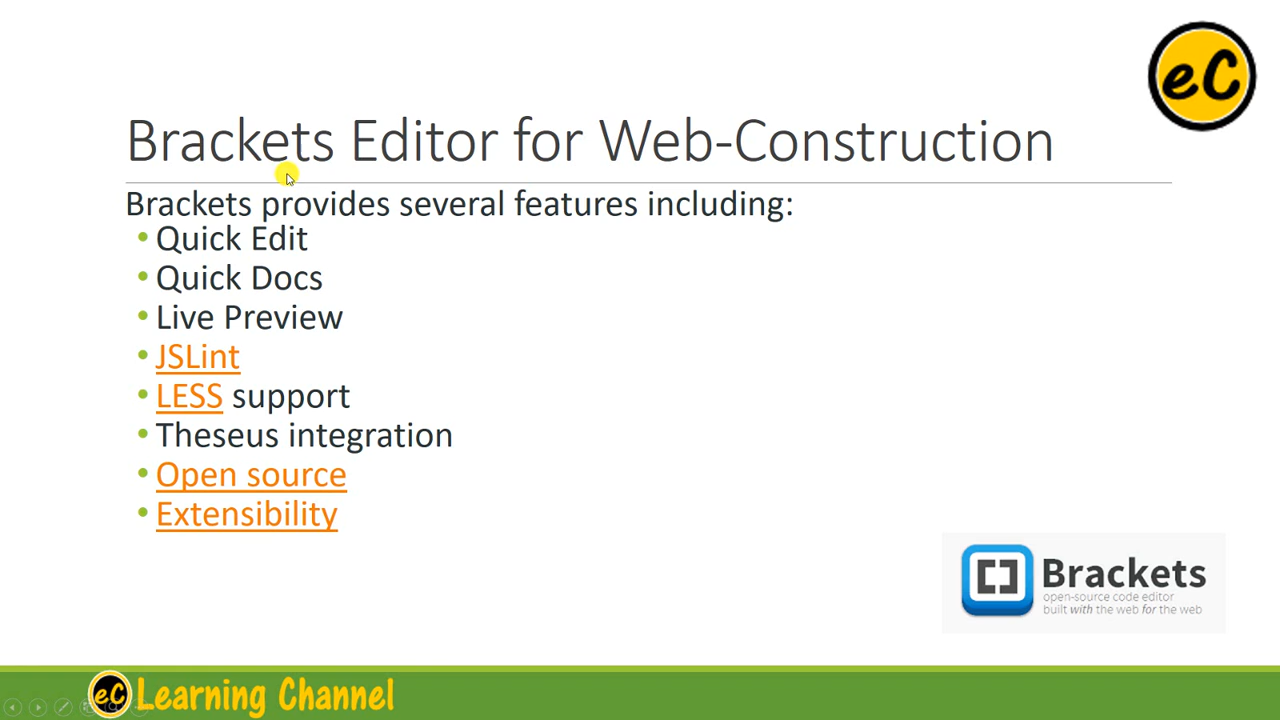 eC
Brackets Editor for Web-Construction
Brackets provides several features including:
• Quick Edit
• Quick Docs
• Live Preview
• JSLint
• LESS support
• Theseus integration
• Open source
• Extensibility
Brackets
open-source code editor
built with the web for the web
eC Learning Channel